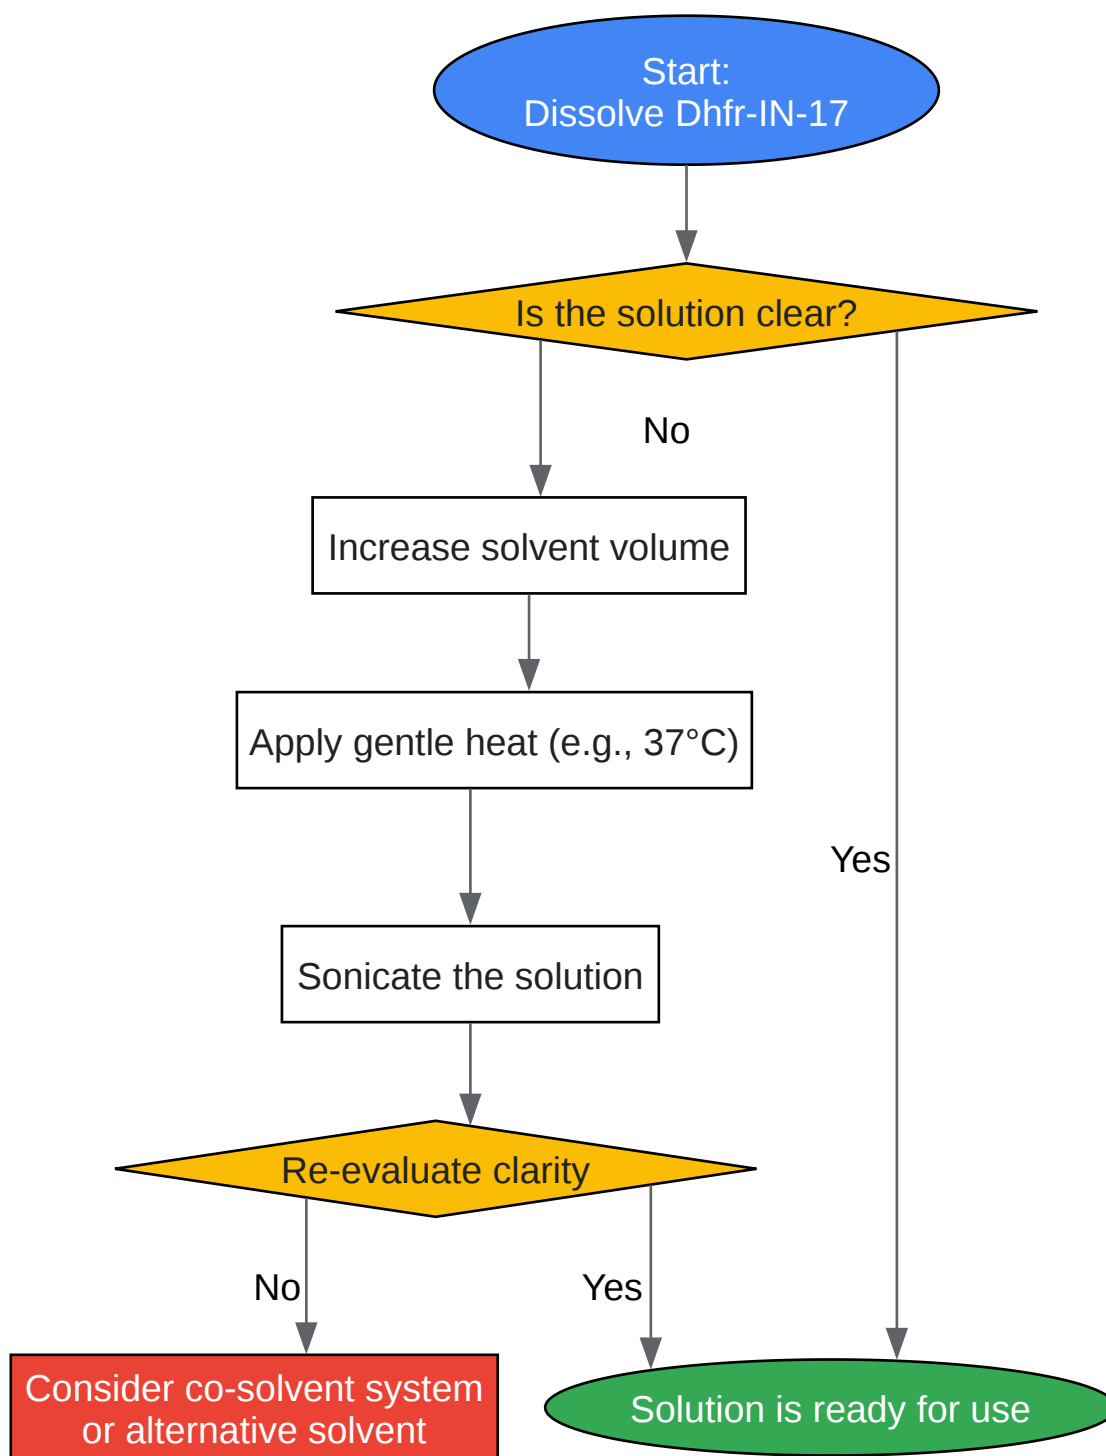 Start:
Dissolve Dhfr-IN-17
Is the solution clear?
No
Increase solvent volume
Apply gentle heat (e.g., 37°C)
Yes
Sonicate the solution
Re-evaluate clarity
No
Yes
Consider co-solvent system
or alternative solvent
Solution is ready for use